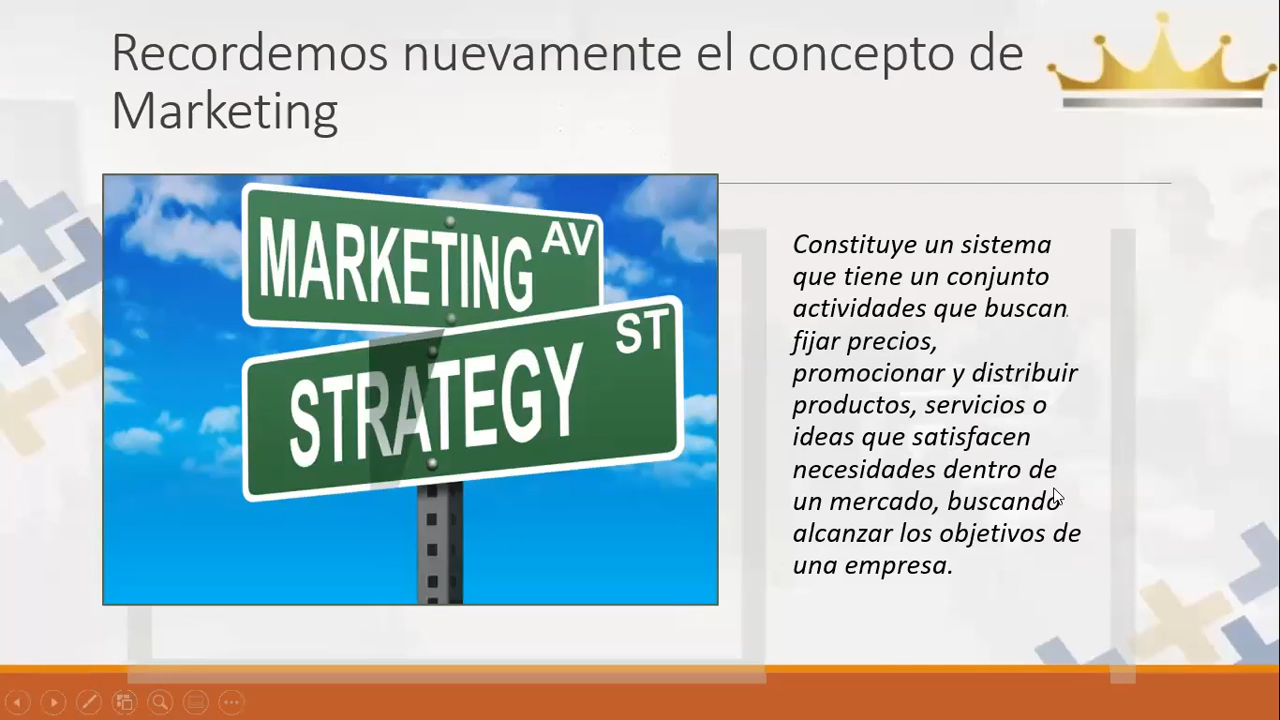 Recordemos nuevamente el concepto de
Marketing
MARKETING AV
STRATEGY ST
Constituye un sistema
que tiene un conjunto
actividades que buscan
fijar precios,
promocionar y distribuir
productos, servicios o
ideas que satisfacen
necesidades dentro de
un mercado, buscando
alcanzar los objetivos de
una empresa.